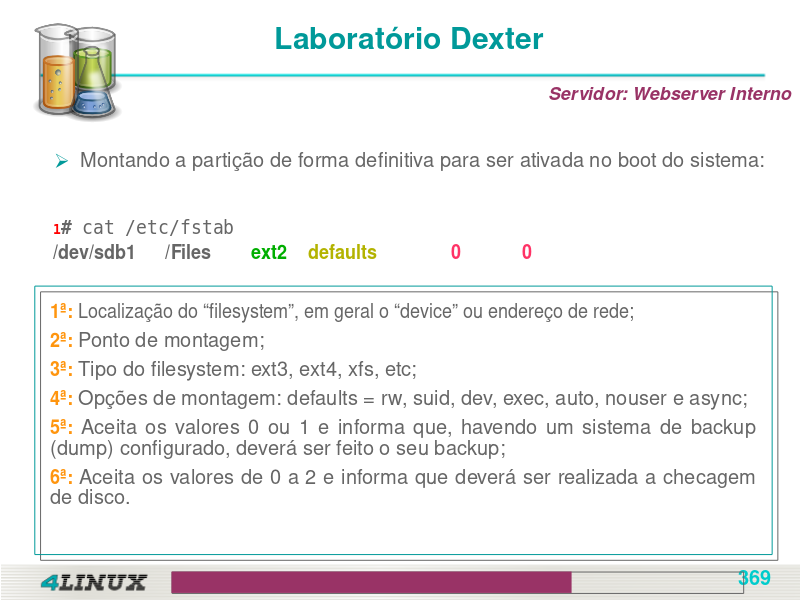 Laboratório Dexter
Servidor: Webserver Interno
Montando a partição de forma definitiva para ser ativada no boot do sistema:
1# cat /etc/fstab
/dev/sdb1 /Files ext2 defaults 0 0
1ª: Localização do “filesystem”, em geral o “device” ou endereço de rede;
2ª: Ponto de montagem;
3ª: Tipo do filesystem: ext3, ext4, xfs, etc;
4ª: Opções de montagem: defaults = rw, suid, dev, exec, auto, nouser e async;
5ª: Aceita os valores 0 ou 1 e informa que, havendo um sistema de backup
(dump) configurado, deverá ser feito o seu backup;
6ª: Aceita os valores de 0 a 2 e informa que deverá ser realizada a checagem
de disco.
4LINUX
369